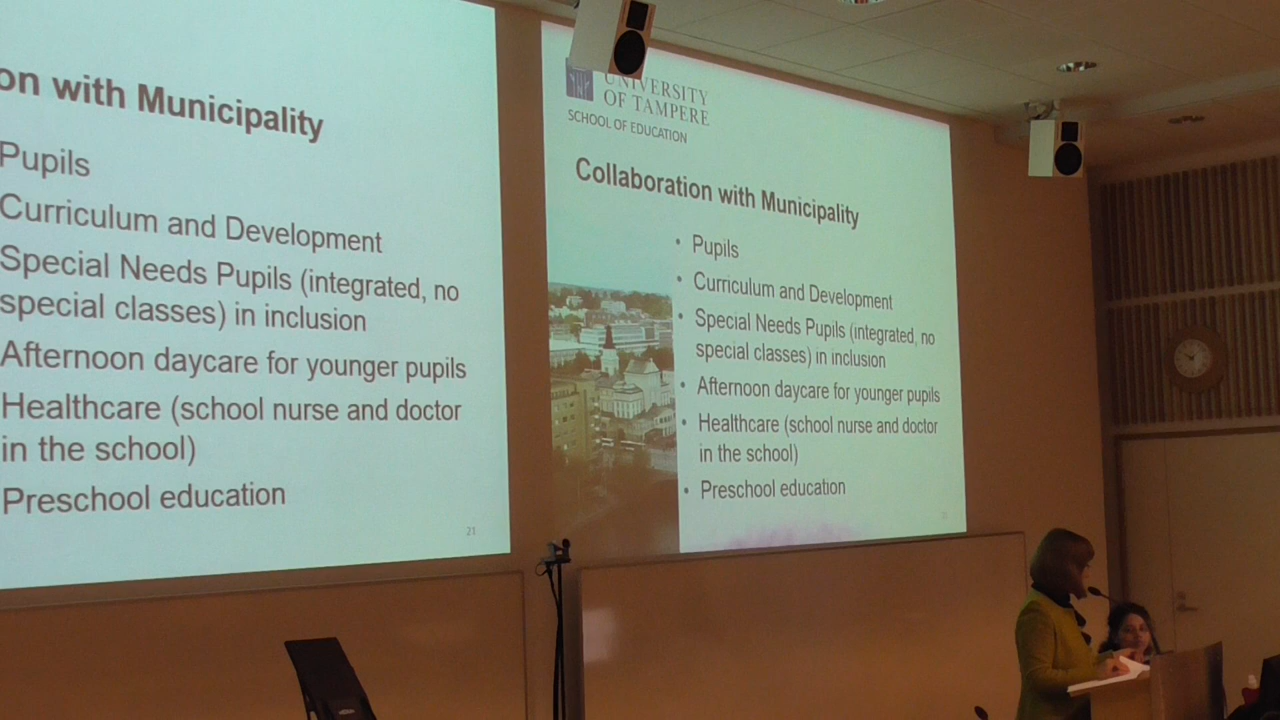 on with Municipality
Pupils
Curriculum and Development
Special Needs Pupils (integrated, no
special classes) in inclusion
Afternoon daycare for younger pupils
Healthcare (school nurse and doctor
in the school)
Preschool education
21
UNIVERSITY
OF TAMPERE
SCHOOL OF EDUCATION
Collaboration with Municipality
• Pupils
• Curriculum and Development
• Special Needs Pupils (integrated, no
special classes) in inclusion
• Afternoon daycare for younger pupils
• Healthcare (school nurse and doctor
in the school)
• Preschool education